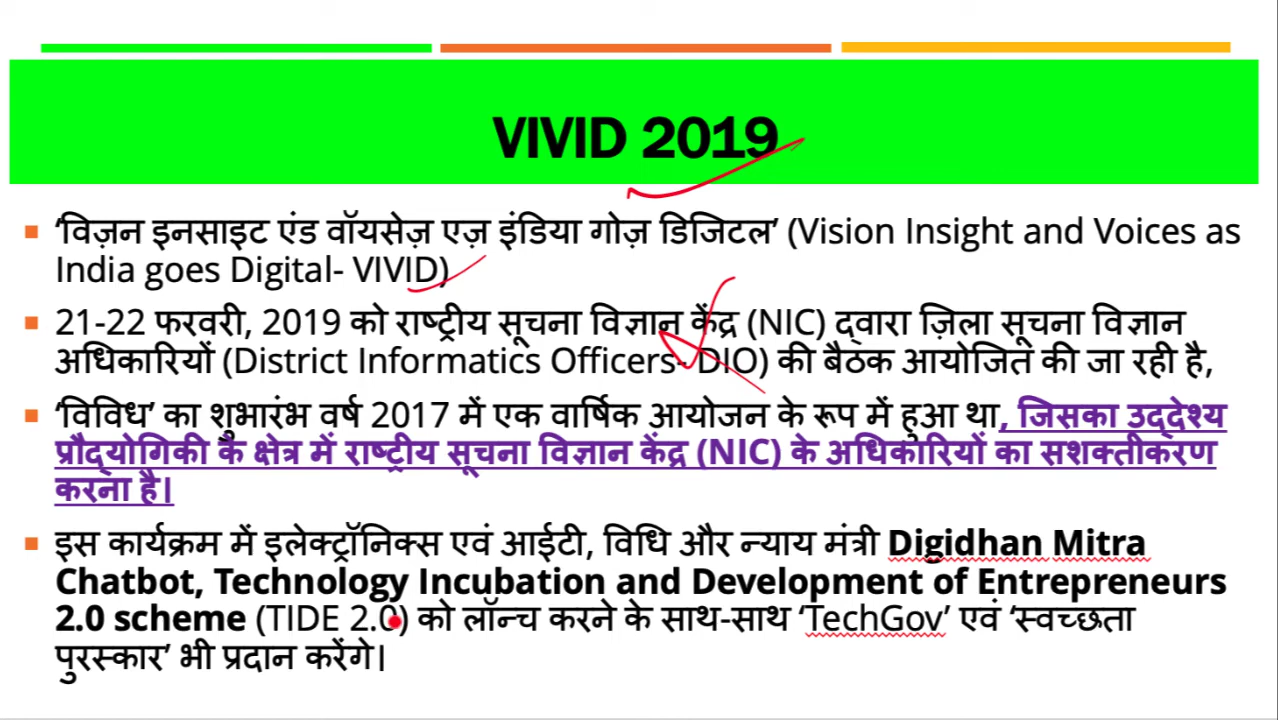 VIVID 2019
‘विज़न इनसाइट एंड वॉयसेज़ एज़ इंडिया गोज़ डिजिटल’ (Vision Insight and Voices as
India goes Digital- VIVID)
21-22 फरवरी, 2019 को राष्ट्रीय सूचना विज्ञान केंद्र (NIC) द्वारा ज़िला सूचना विज्ञान
अधिकारियों (District Informatics Officers- DIO) की बैठक आयोजित की जा रही है,
‘विविध’ का शुभारंभ वर्ष 2017 में एक वार्षिक आयोजन के रूप में हुआ था, जिसका उद्देश्य
प्रौद्योगिकी के क्षेत्र में राष्ट्रीय सूचना विज्ञान केंद्र (NIC) के अधिकारियों का सशक्तीकरण
करना है।
इस कार्यक्रम में इलेक्ट्रॉनिक्स एवं आईटी, विधि और न्याय मंत्री Digidhan Mitra
Chatbot, Technology Incubation and Development of Entrepreneurs
2.0 scheme (TIDE 2.0) को लॉन्च करने के साथ-साथ ‘TechGov’ एवं ‘स्वच्छता
पुरस्कार’ भी प्रदान करेंगे।